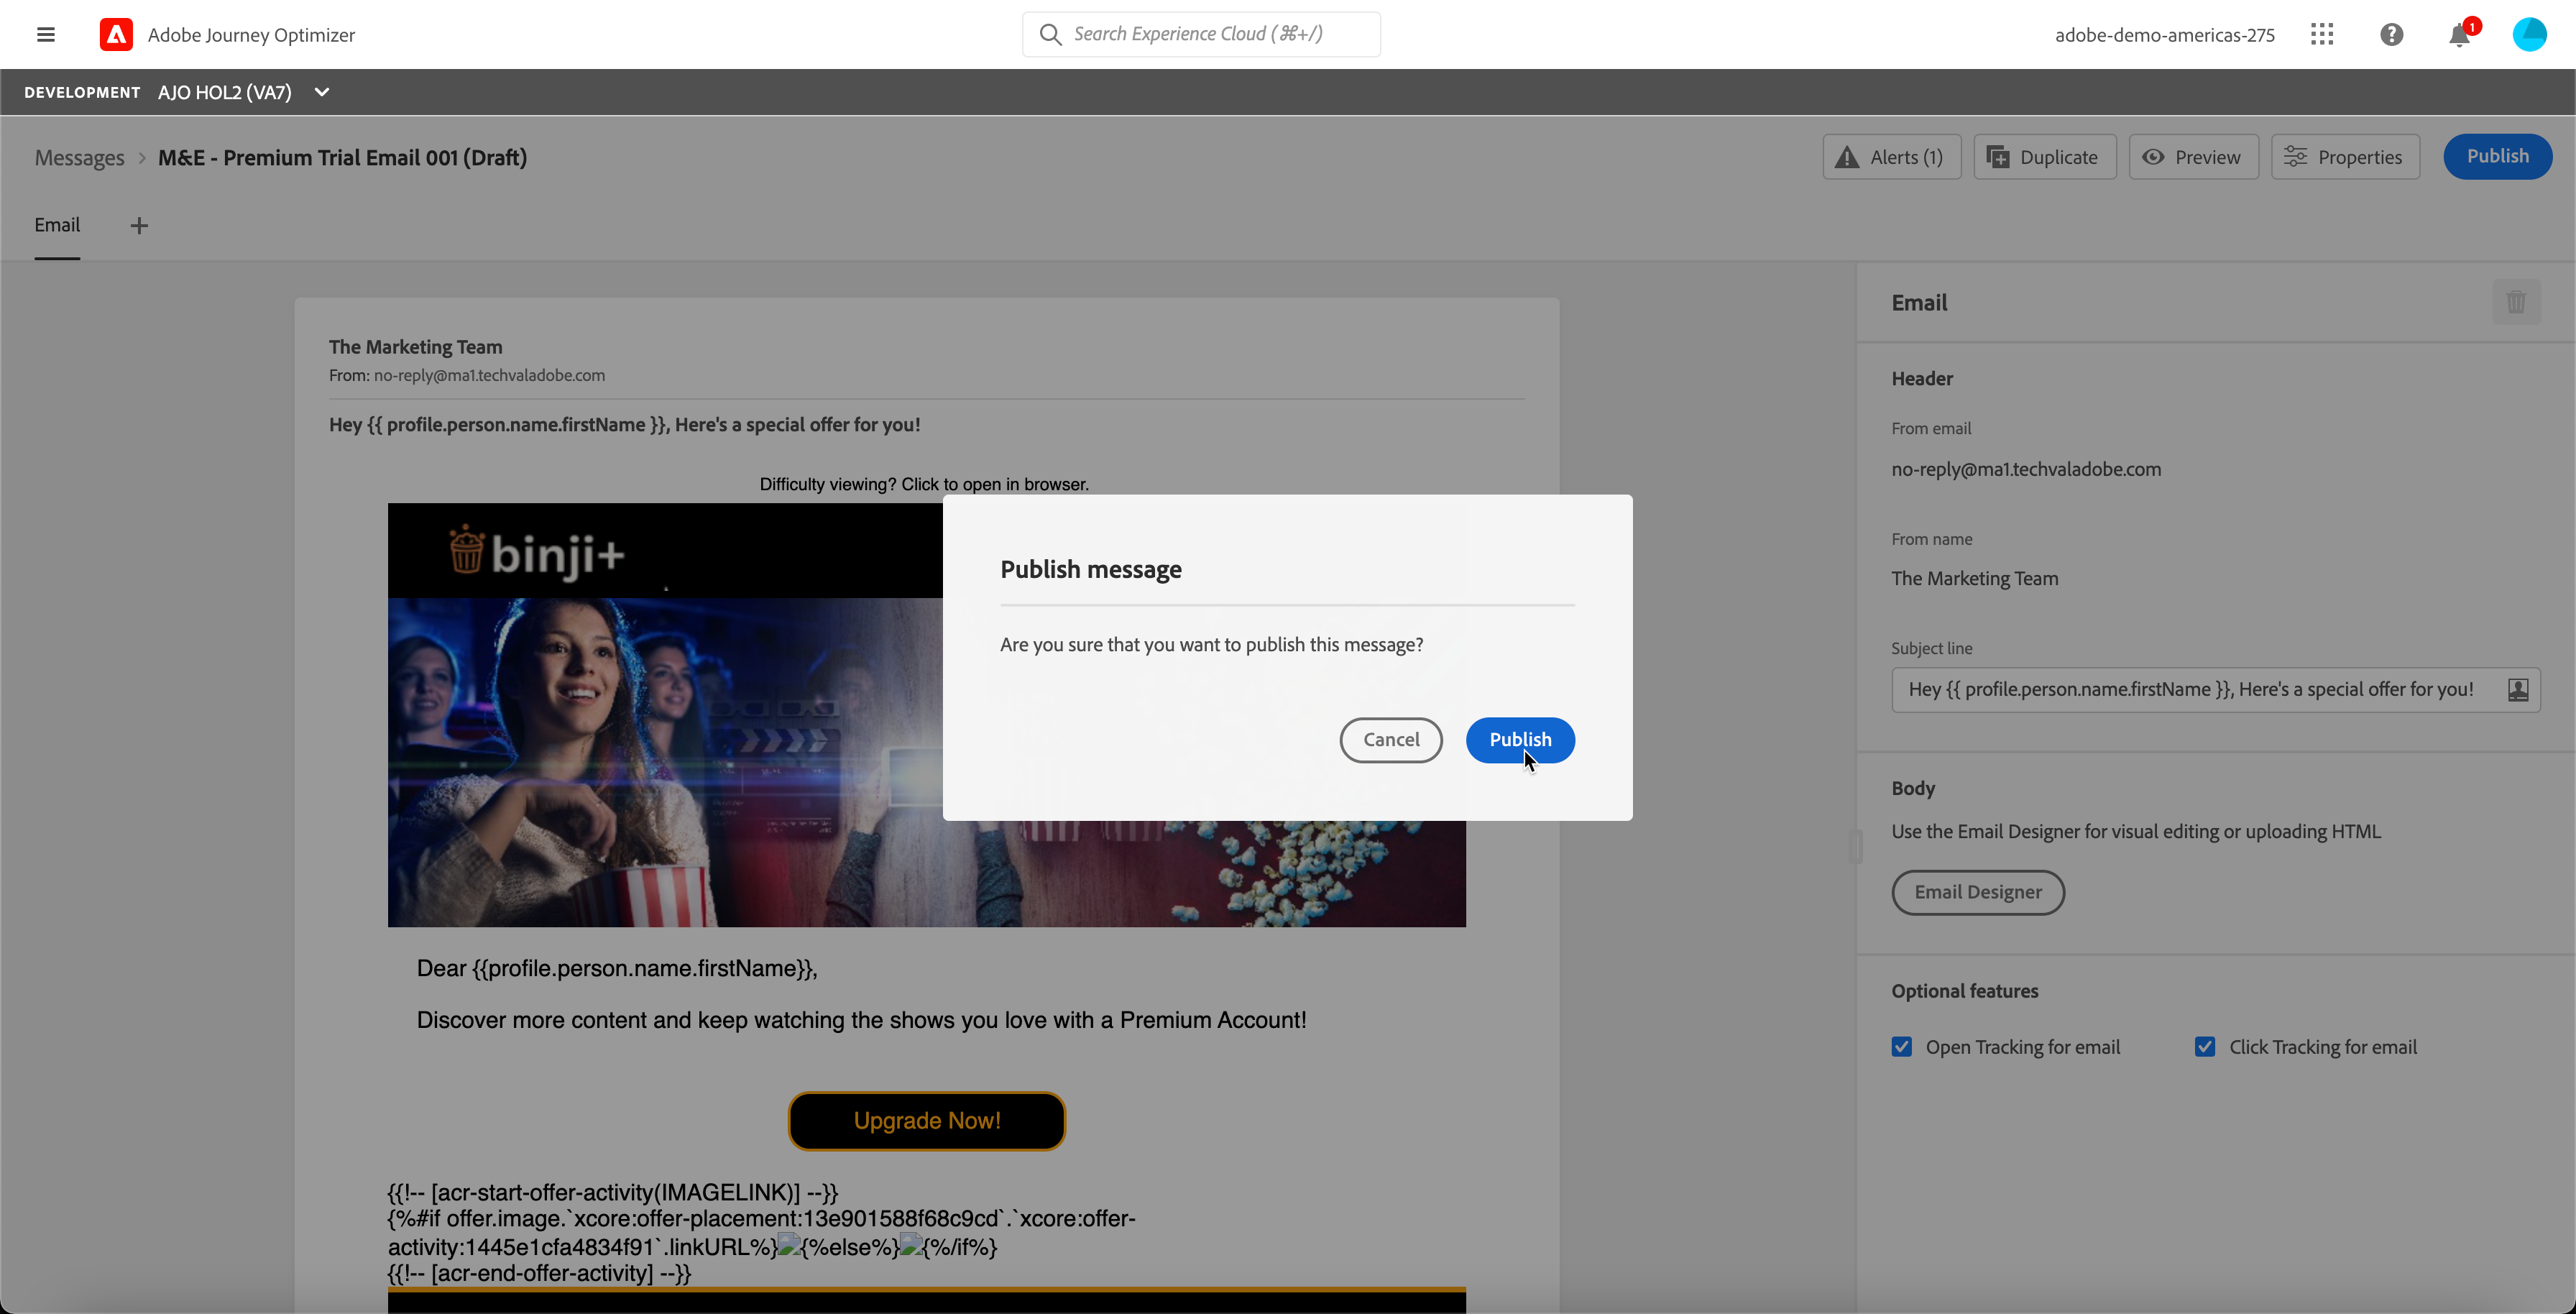 Adobe Journey Optimizer
Search Experience Cloud (⌘+/)
adobe-demo-americas-275
1
DEVELOPMENT AJO HOL2 (VA7)
Messages > M&E - Premium Trial Email 001 (Draft)
Alerts (1)
Duplicate
Preview
Properties
Publish
Email +
The Marketing Team
From: no-reply@ma1.techvaladobe.com
Hey {{ profile.person.name.firstName }}, Here's a special offer for you!
Difficulty viewing? Click to open in browser.
binji+
Publish message
Are you sure that you want to publish this message?
Cancel
Publish
Dear {{profile.person.name.firstName}},
Discover more content and keep watching the shows you love with a Premium Account!
Upgrade Now!
{{!-- [acr-start-offer-activity(IMAGELINK)] --}}
{%#if offer.image.`xcore:offer-placement:13e901588f68c9cd`.`xcore:offer-
activity:1445e1cfa4834f91`.linkURL%}{%else%}{%/if%}
{{!-- [acr-end-offer-activity] --}}
Email
Header
From email
no-reply@ma1.techvaladobe.com
From name
The Marketing Team
Subject line
Hey {{ profile.person.name.firstName }}, Here's a special offer for you!
Body
Use the Email Designer for visual editing or uploading HTML
Email Designer
Optional features
Open Tracking for email
Click Tracking for email